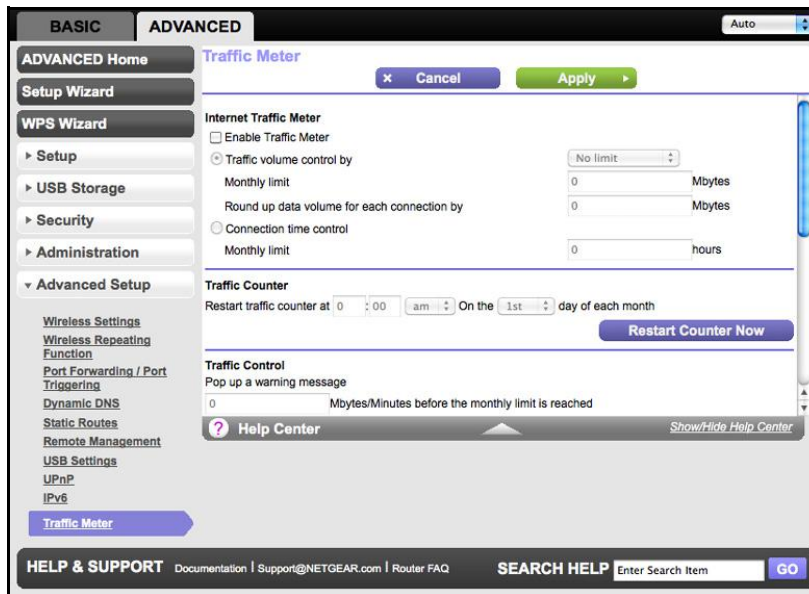 BASIC
ADVANCED
Auto
ADVANCED Home
Setup Wizard
WPS Wizard
Setup
USB Storage
Security
Administration
Advanced Setup
Wireless Settings
Wireless Repeating
Function
Port Forwarding / Port
Triggering
Dynamic DNS
Static Routes
Remote Management
USB Settings
UPnP
IPv6
Traffic Meter
Traffic Meter
× Cancel
Apply
Internet Traffic Meter
Enable Traffic Meter
Traffic volume control by No limit
Monthly limit 0 Mbytes
Round up data volume for each connection by 0 Mbytes
Connection time control
Monthly limit 0 hours
Traffic Counter
Restart traffic counter at 0 : 00 am On the 1st day of each month
Restart Counter Now
Traffic Control
Pop up a warning message
0 Mbytes/Minutes before the monthly limit is reached
? Help Center
Show/Hide Help Center
HELP & SUPPORT Documentation | Support@NETGEAR.com | Router FAQ
SEARCH HELP Enter Search Item GO